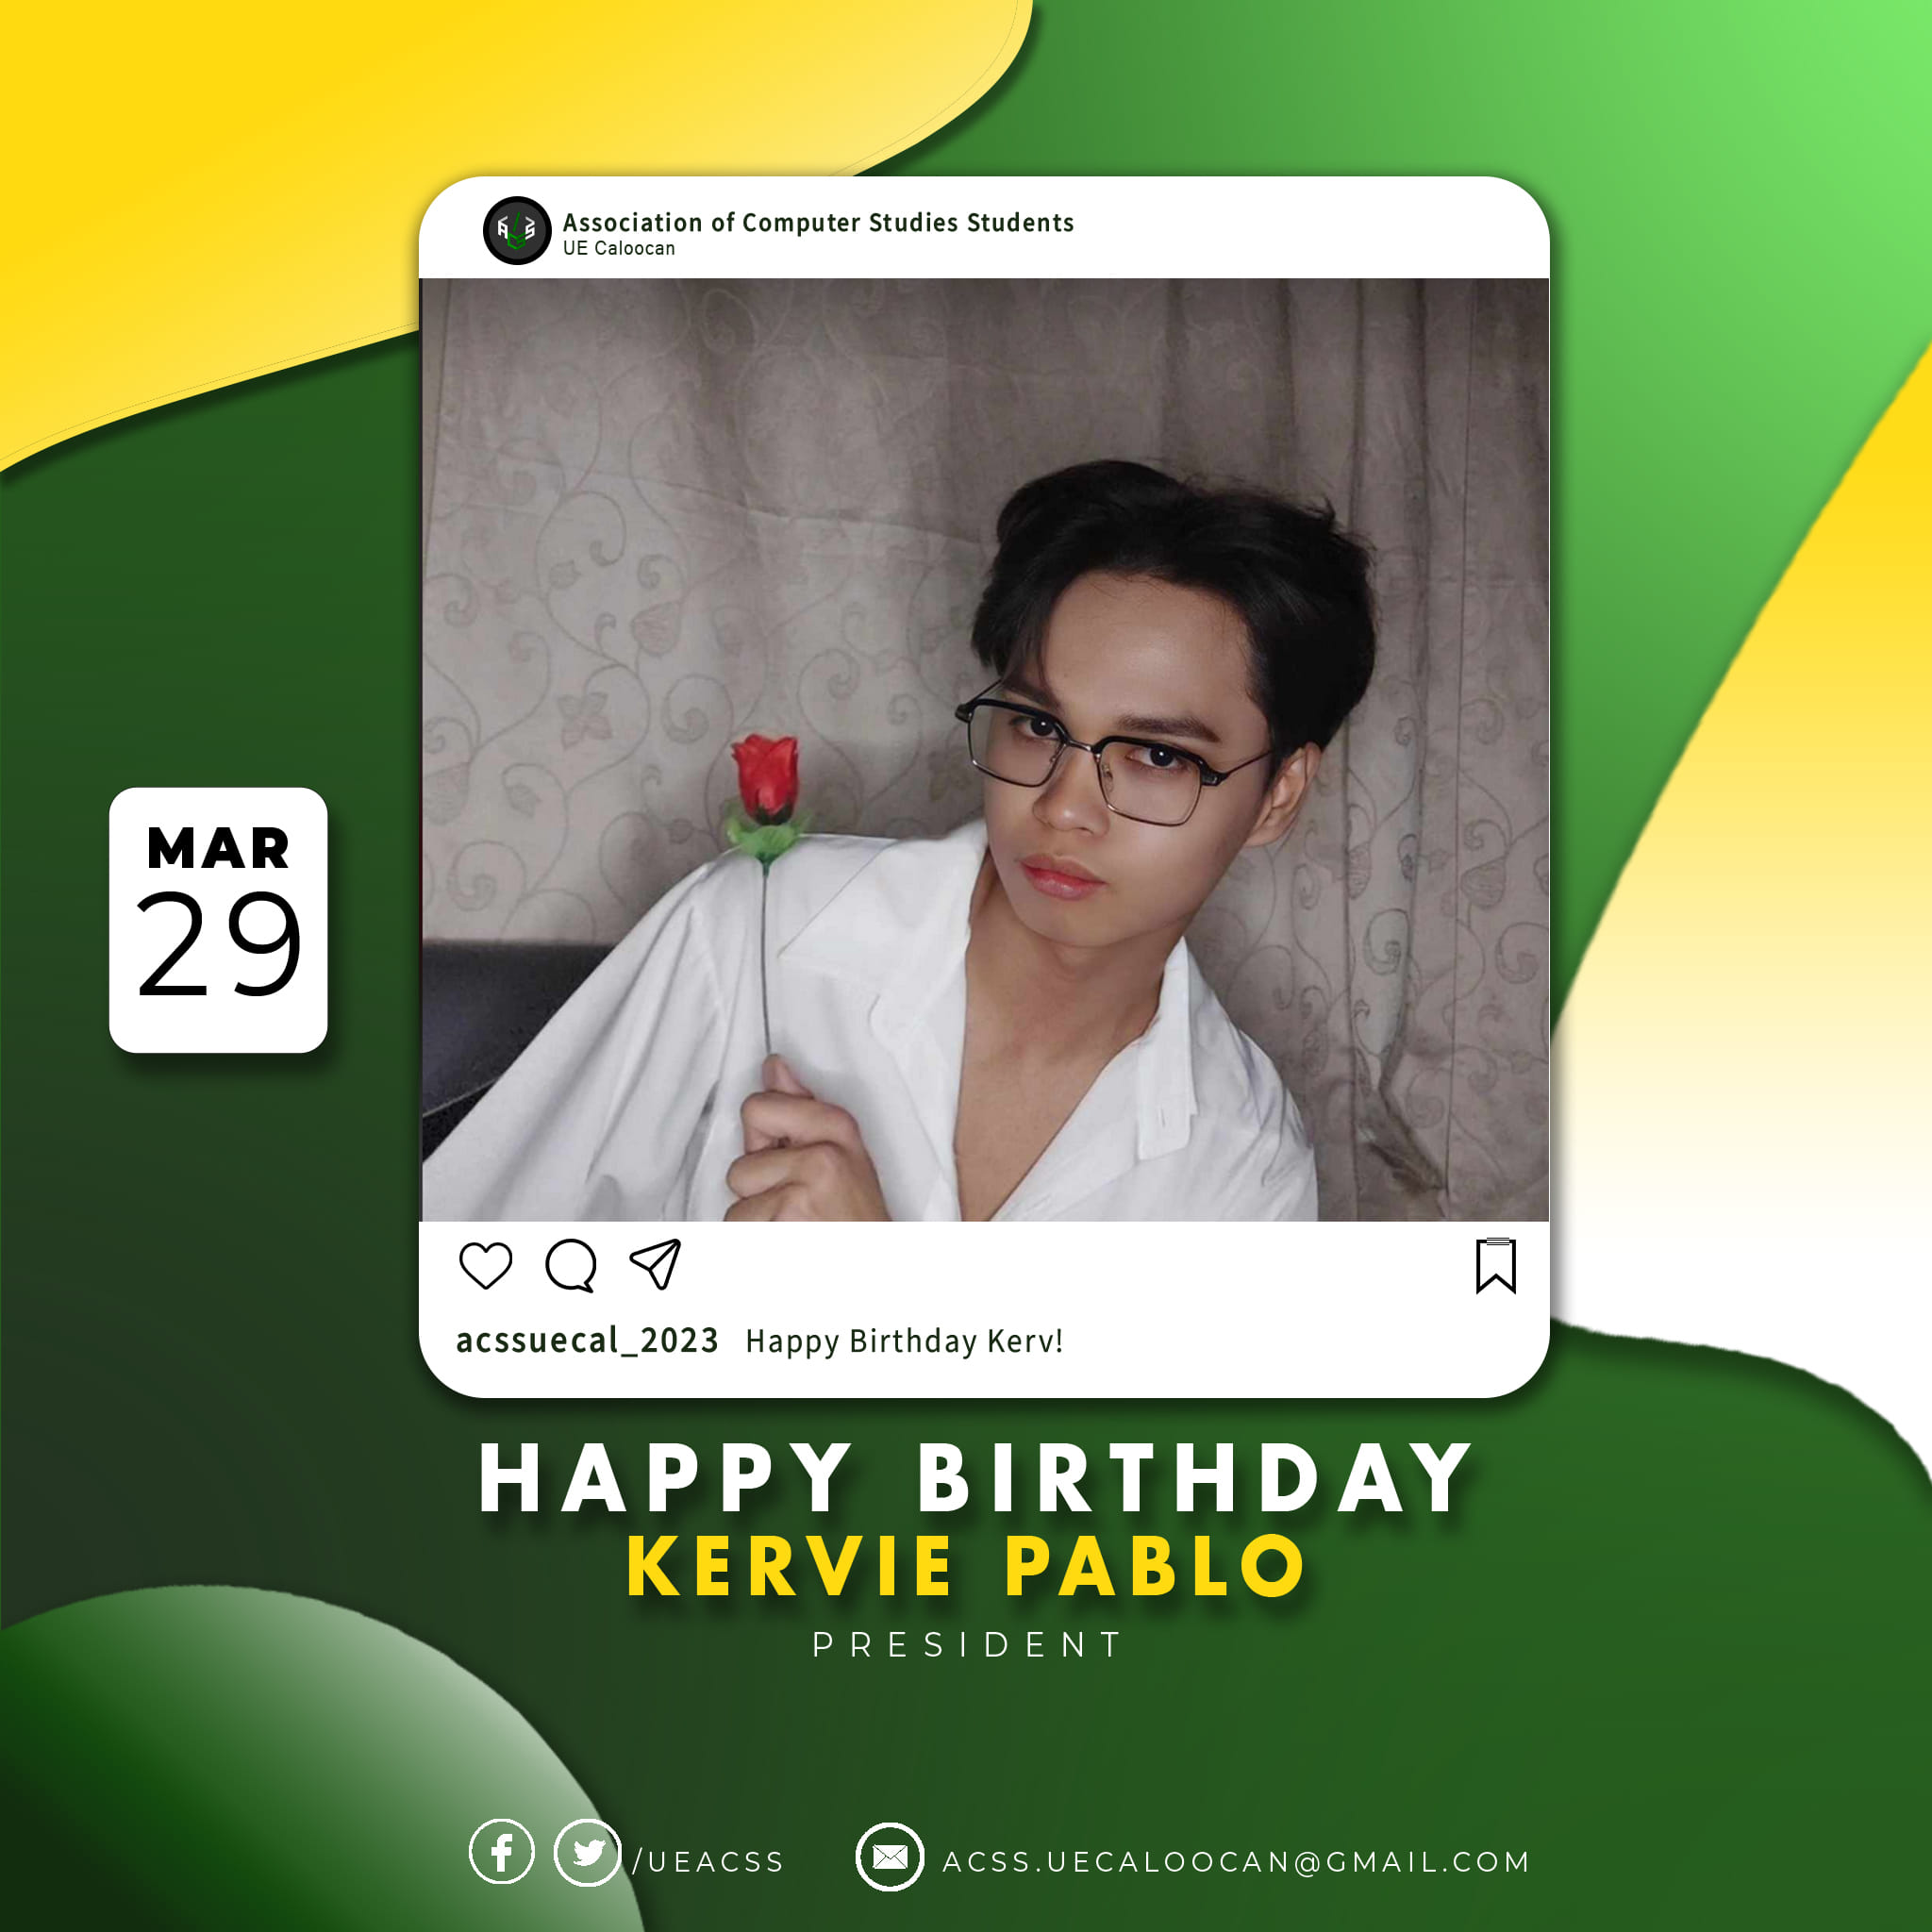 Association of Computer Studies Students
UE Caloocan
MAR
29
acssuecal_2023 Happy Birthday Kerv!
HAPPY BIRTHDAY
KERVIE PABLO
PRESIDENT
/UEACSS
ACSS.UECALOOCAN@GMAIL.COM